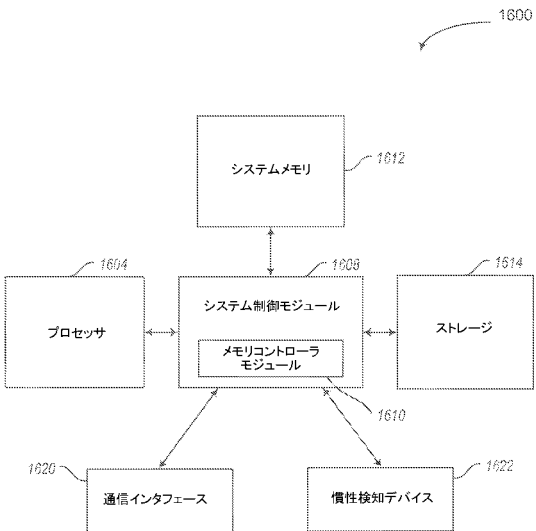 1600
システムメモリ
1612
1604
1608
1614
プロセッサ
システム制御モジュール
ストレージ
メモリコントローラ
モジュール
1610
1620
1622
通信インタフェース
慣性検知デバイス